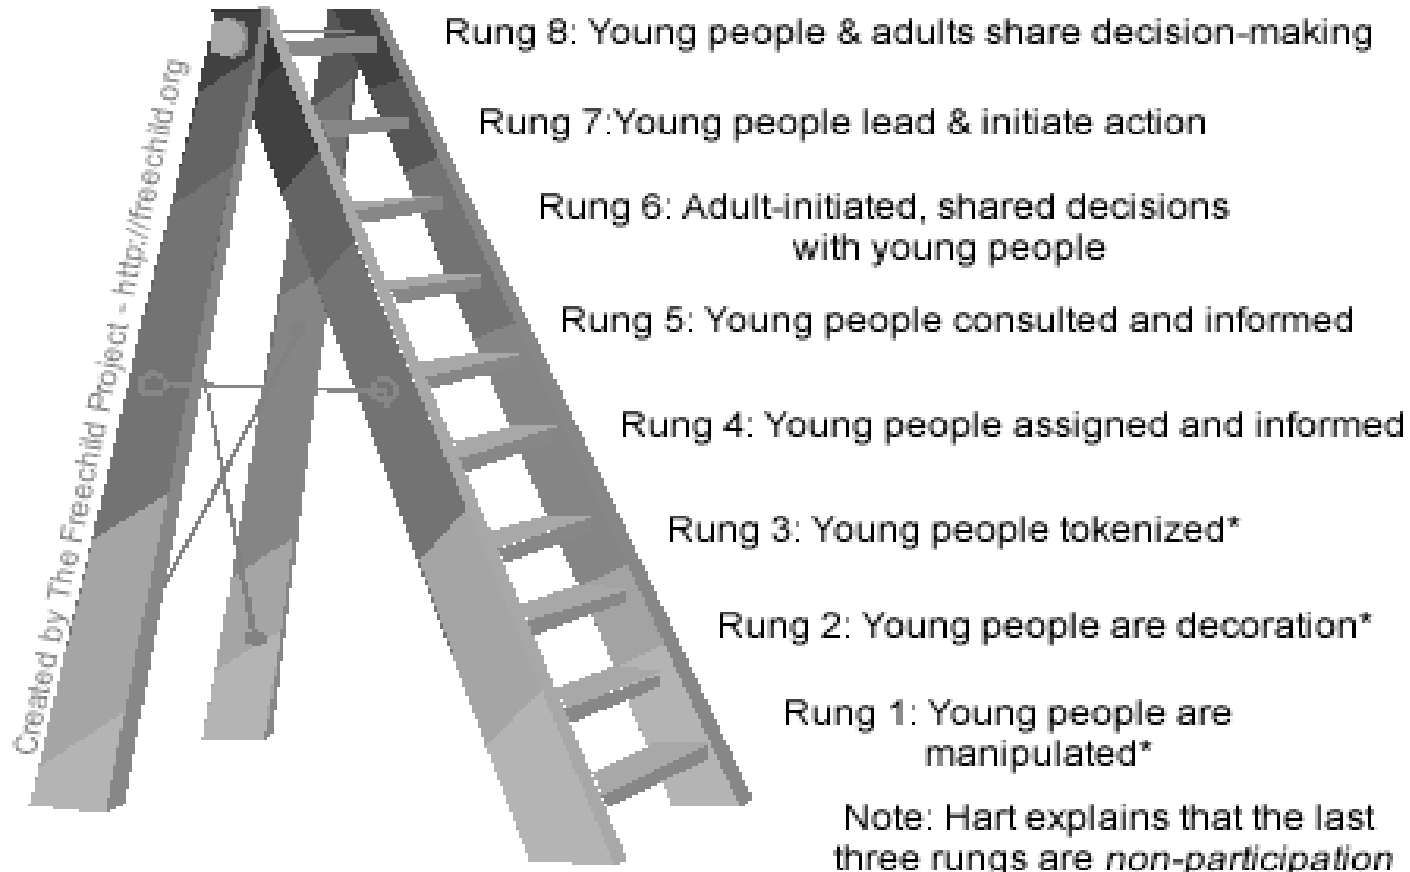 Rung 8: Young people & adults share decision-making
Rung 7:Young people lead & initiate action
Rung 6: Adult-initiated, shared decisions
with young people
Rung 5: Young people consulted and informed
Rung 4: Young people assigned and informed
Rung 3: Young people tokenized*
Rung 2: Young people are decoration*
Rung 1: Young people are
manipulated*
Note: Hart explains that the last
three rungs are non-participation
Created by The Freechild Project - http://freechild.org